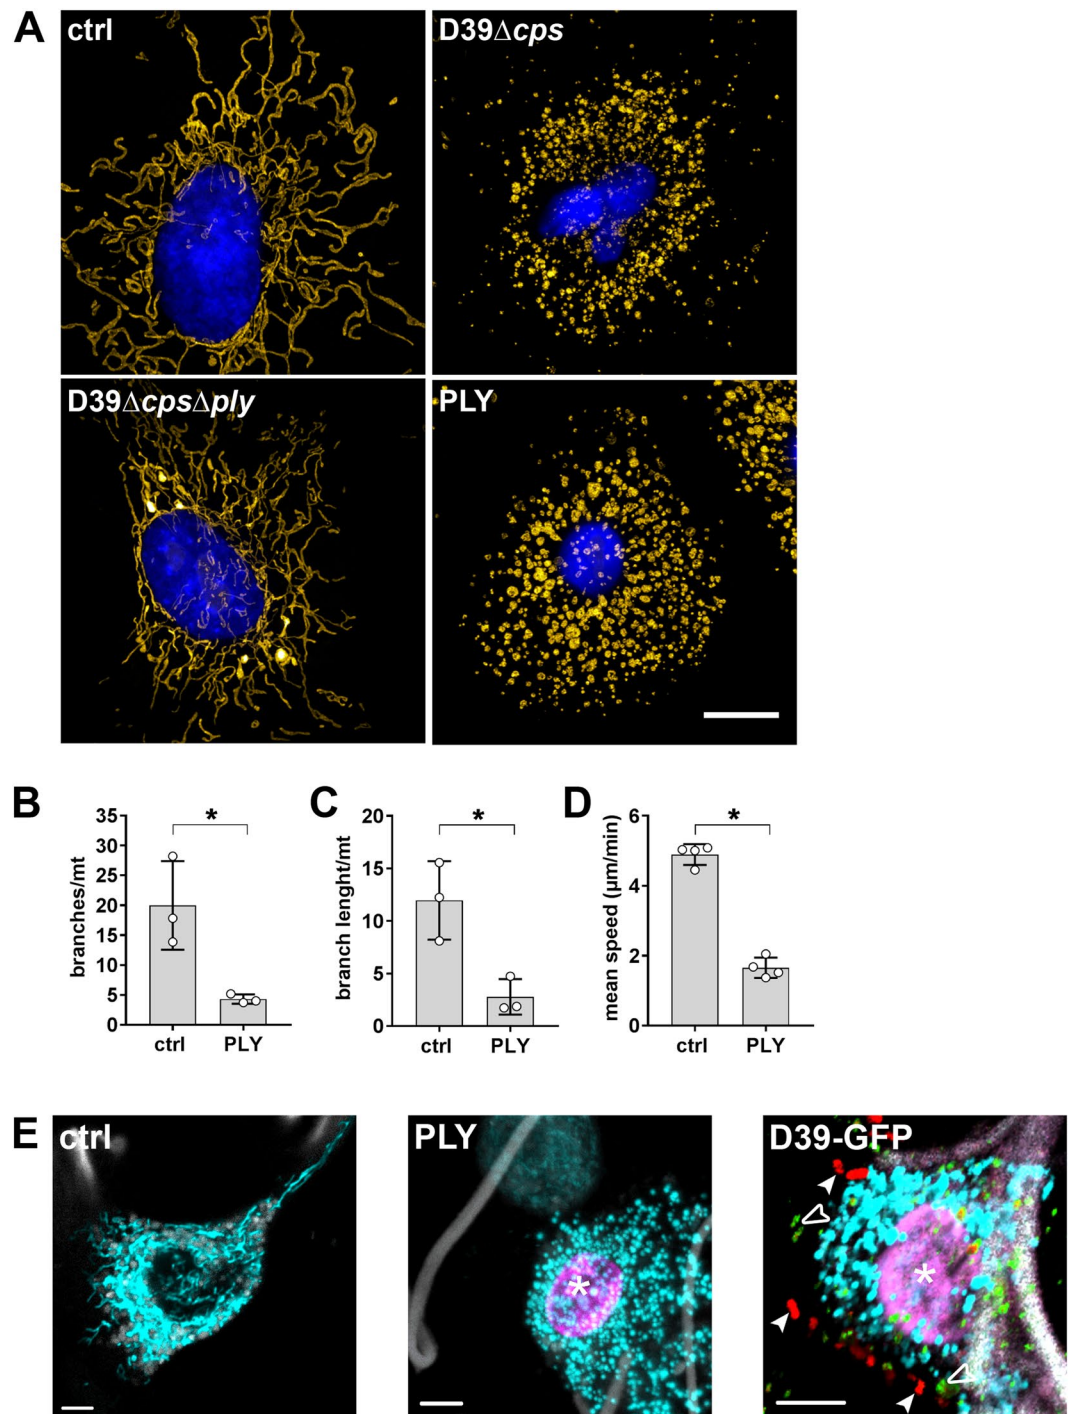 A
ctrl
D39Δcps
D39ΔcpsΔply
PLY
B
branches/mt
35
30
25
20
15
10
5
0
*
ctrl
PLY
C
branch lenght/mt
20
15
10
5
0
*
ctrl
PLY
D
mean speed (μm/min)
6
4
2
0
*
ctrl
PLY
E
ctrl
PLY
*
D39-GFP
*